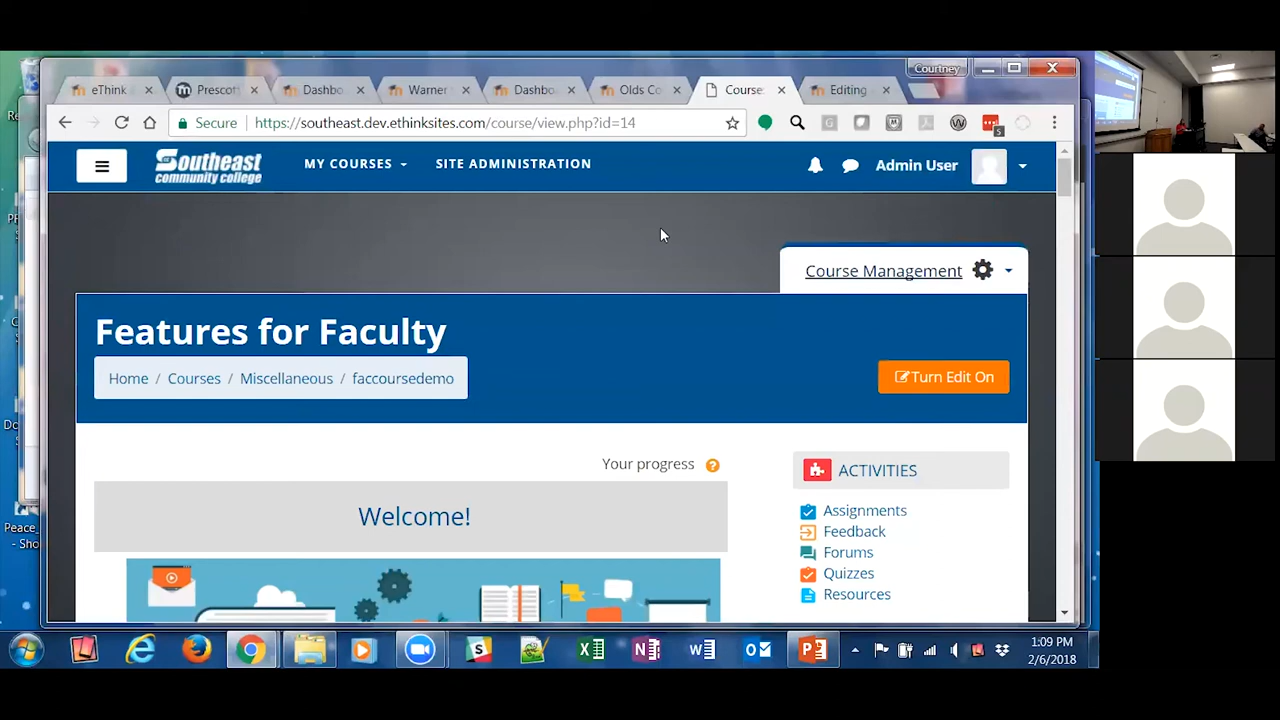 Courtney
eThink
Prescott
Dashbo
Warner
Dashbo
Olds Co
Course:
Editing
Secure
https://southeast.dev.ethinksites.com/course/view.php?id=14
5
Southeast
community college
MY COURSES
SITE ADMINISTRATION
Admin User
Course Management
Features for Faculty
Home / Courses / Miscellaneous / faccoursedemo
Turn Edit On
Your progress
ACTIVITIES
Welcome!
Assignments
Feedback
Forums
Quizzes
Resources
Peace_
- Sho
1:09 PM
2/6/2018